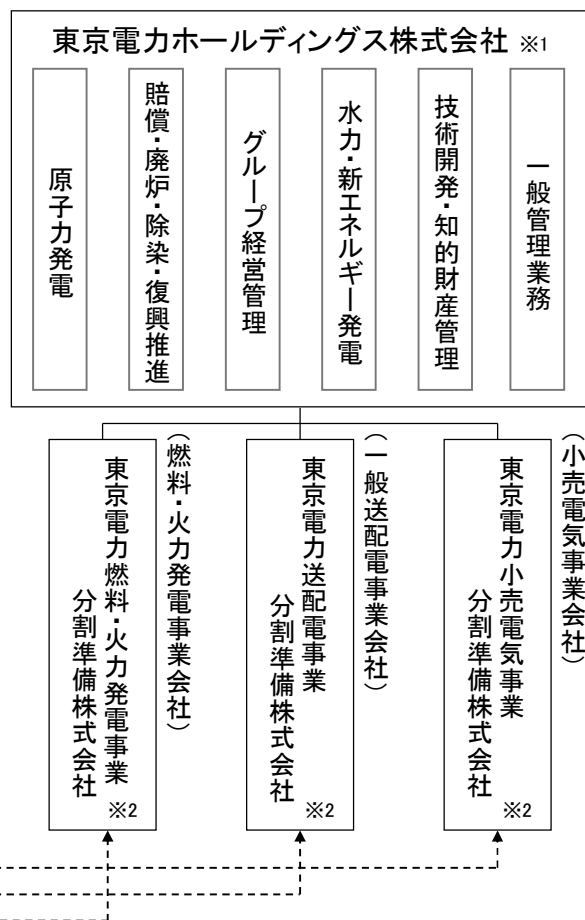 東京電力ホールディングス株式会社 ※1
原子力発電
賠償・廃炉・除染・復興推進
グループ経営管理
水力・新エネルギー発電
技術開発・知的財産管理
一般管理業務
（燃料・火力発電事業会社）
東京電力燃料・火力発電事業
分割準備株式会社
※2
（一般送配電事業会社）
東京電力送配電事業
分割準備株式会社
※2
（小売電気事業会社）
東京電力小売電気事業
分割準備株式会社
※2